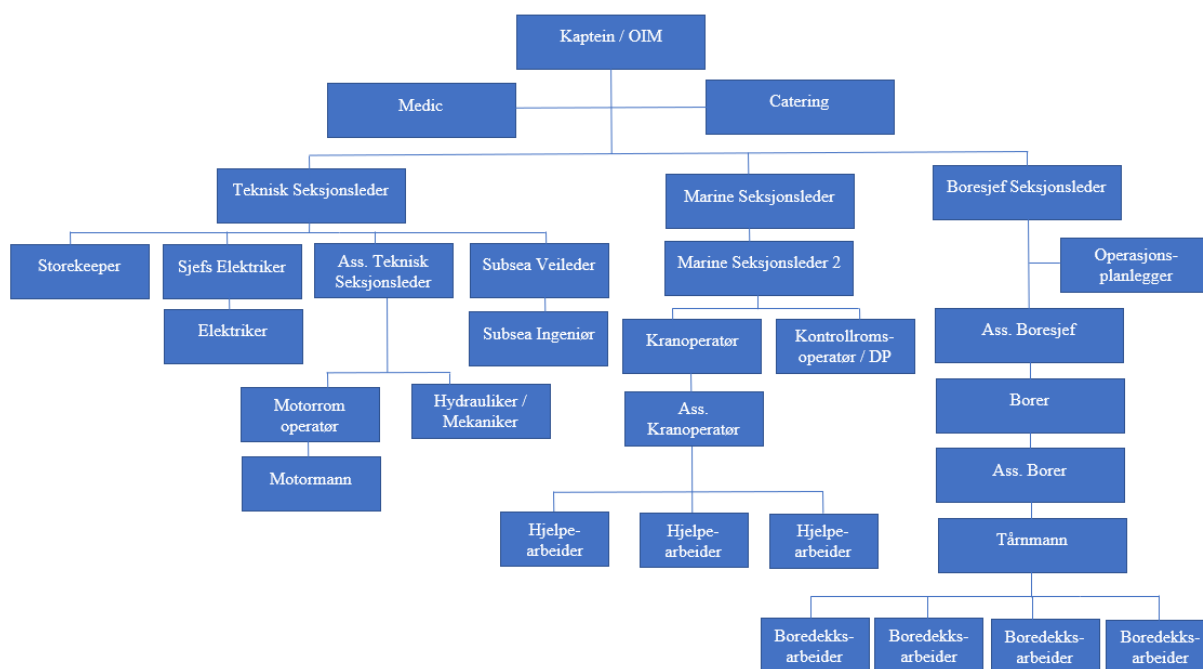 Kaptein / OIM
Medic
Catering
Teknisk Seksjonsleder
Marine Seksjonsleder
Boresjef Seksjonsleder
Storekeeper
Sjefs Elektriker
Ass. Teknisk
Seksjonsleder
Subsea Veileder
Marine Seksjonsleder 2
Operasjons-
planlegger
Elektriker
Subsea Ingeniør
Kranoperatør
Kontrollroms-
operatør / DP
Ass. Boresjef
Motorrom
operatør
Hydrauliker /
Mekaniker
Ass.
Kranoperatør
Borer
Motormann
Ass. Borer
Hjelpe-
arbeider
Hjelpe-
arbeider
Hjelpe-
arbeider
Tårnmann
Boredekks-
arbeider
Boredekks-
arbeider
Boredekks-
arbeider
Boredekks-
arbeider